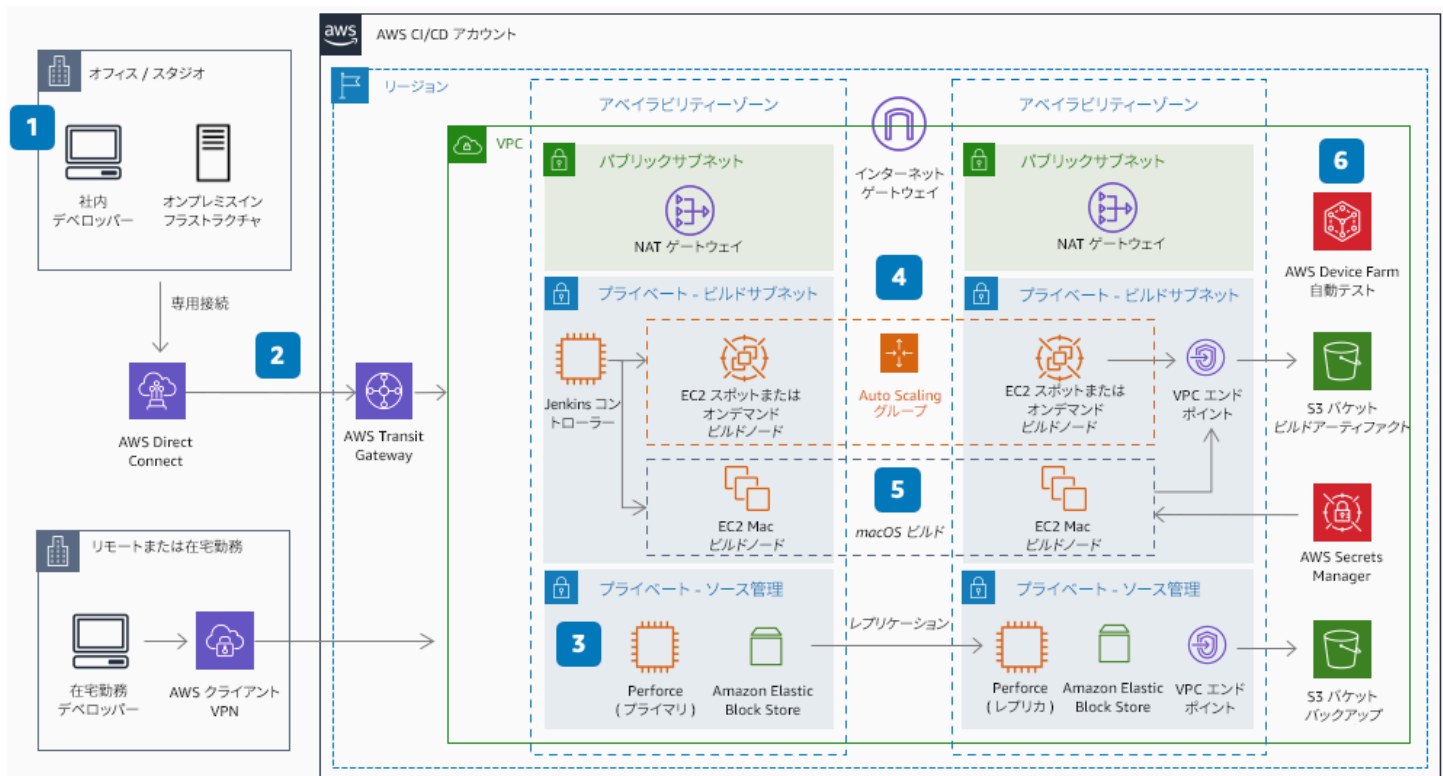 aws
AWS CI/CD アカウント
オフィス / スタジオ
1
社内
デベロッパー
オンプレミスイン
フラストラクチャ
専用接続
2
AWS Direct
Connect
AWS Transit
Gateway
リモートまたは在宅勤務
在宅勤務
デベロッパー
AWS クライアント
VPN
リージョン
VPC
アベイラビリティーゾーン
パブリックサブネット
NAT ゲートウェイ
プライベート - ビルドサブネット
Jenkins コント
トローラー
EC2 スポットまたは
オンデマンド
ビルドノード
EC2 Mac
ビルドノード
プライベート - ソース管理
3
Perforce
( プライマリ )
Amazon Elastic
Block Store
インターネット
ゲートウェイ
4
Auto Scaling
グループ
5
macOS ビルド
レプリケーション
アベイラビリティーゾーン
パブリックサブネット
NAT ゲートウェイ
プライベート - ビルドサブネット
EC2 スポットまたは
オンデマンド
ビルドノード
VPC エンド
ポイント
EC2 Mac
ビルドノード
プライベート - ソース管理
Perforce
( レプリカ )
Amazon Elastic
Block Store
VPC エンド
ポイント
6
AWS Device Farm
自動テスト
S3 バケット
ビルドアーティファクト
AWS Secrets
Manager
S3 バケット
バックアップ